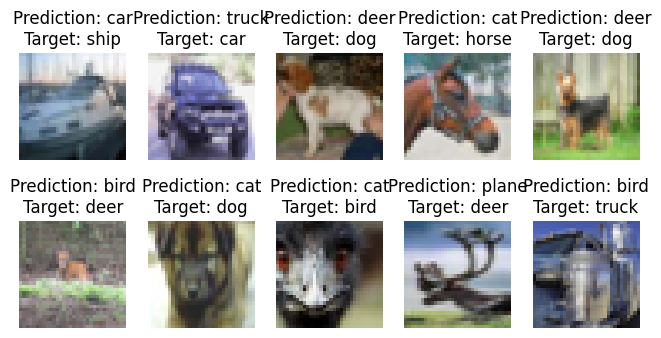 Prediction: car Prediction: truck Prediction: deer Prediction: cat Prediction: deer
Target: ship Target: car Target: dog Target: horse Target: dog
Prediction: bird Prediction: cat Prediction: cat Prediction: plane Prediction: bird
Target: deer Target: dog Target: bird Target: deer Target: truck